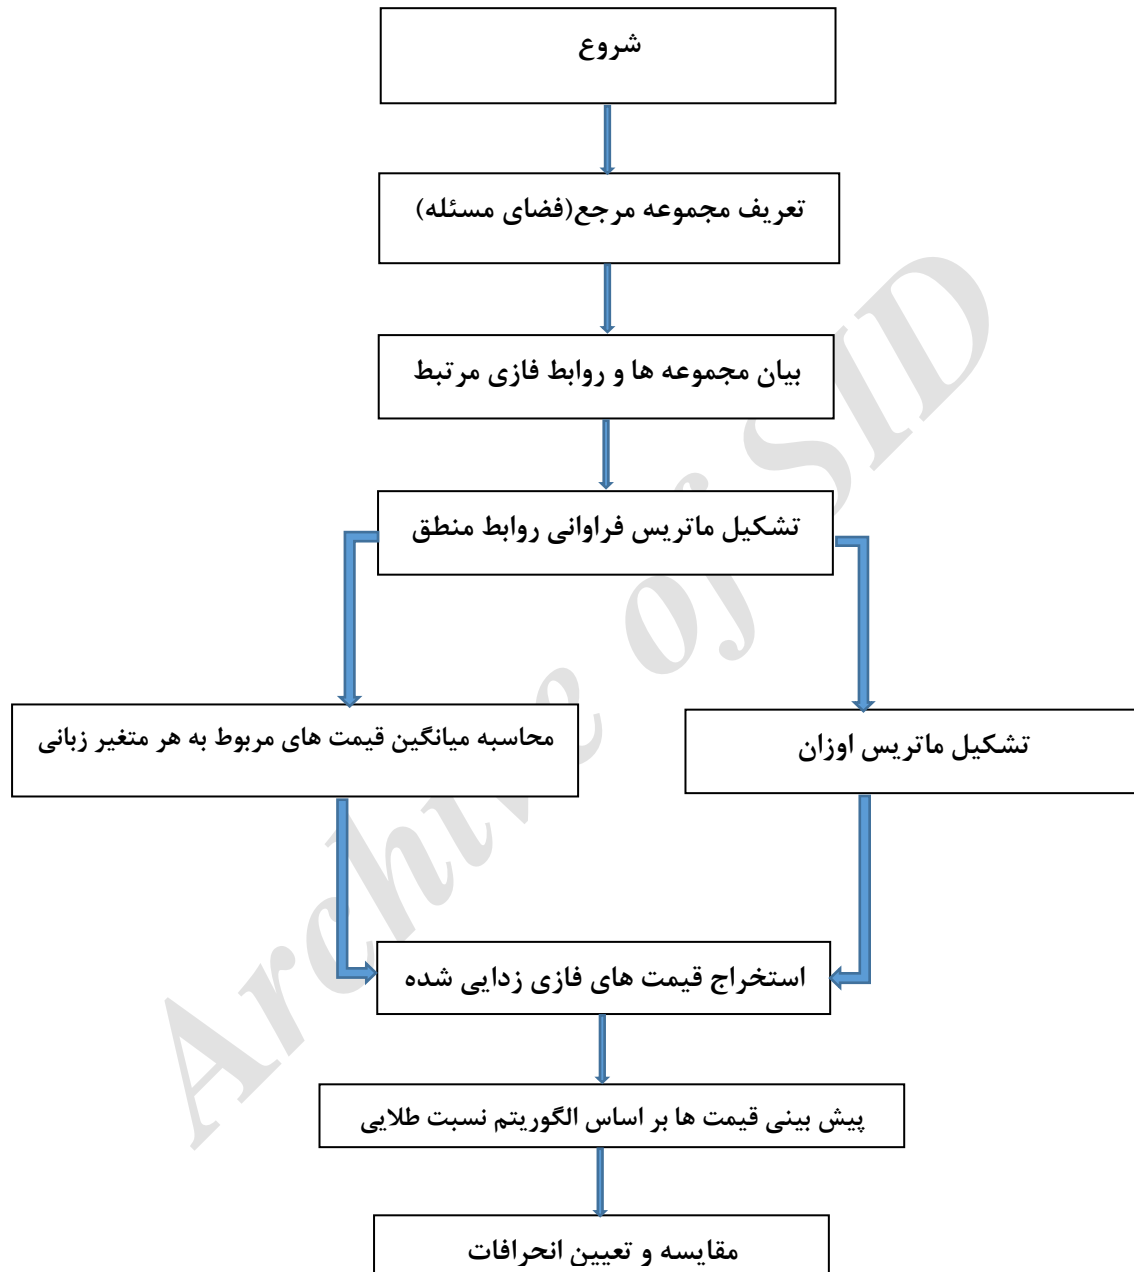 شروع
تعریف مجموعه مرجع(فضای مسئله)
بیان مجموعه ها و روابط فازی مرتبط
تشکیل ماتریس فراوانی روابط منطق
محاسبه میانگین قیمت های مربوط به هر متغیر زبانی
تشکیل ماتریس اوزان
استخراج قیمت های فازی زدایی شده
پیش بینی قیمت ها بر اساس الگوریتم نسبت طلایی
مقایسه و تعیین انحرافات
Archive of SID